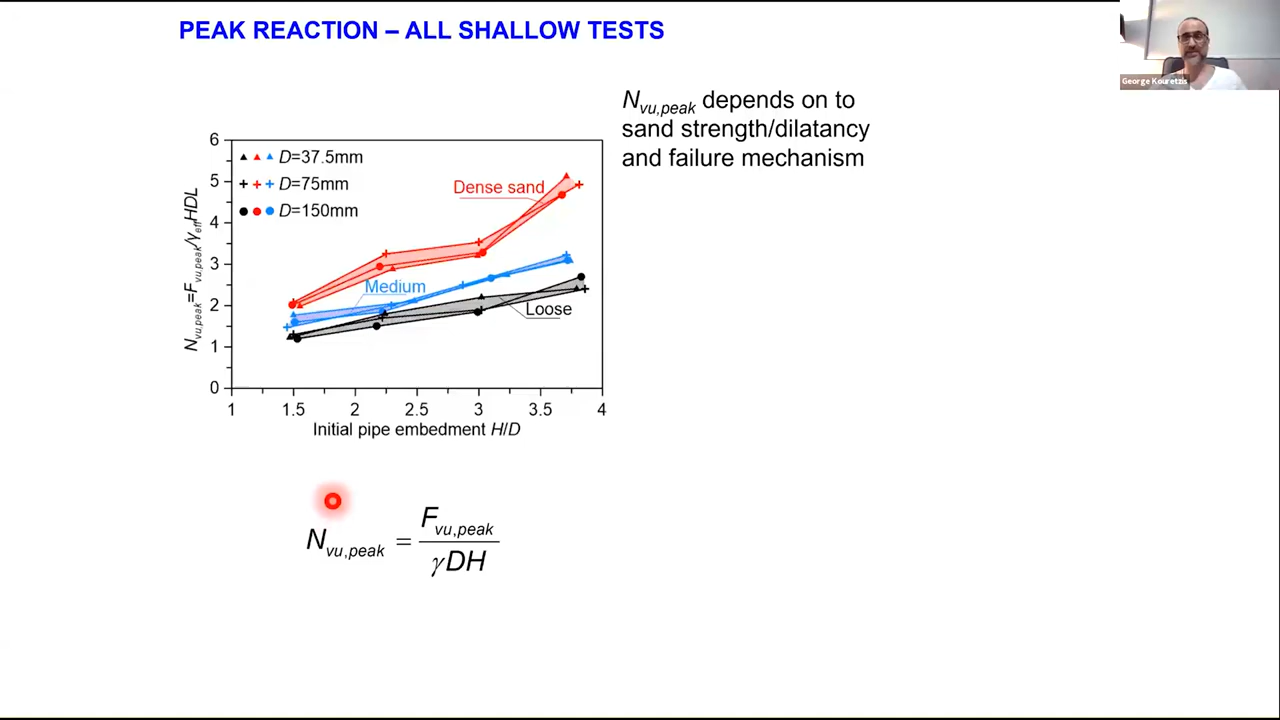 PEAK REACTION – ALL SHALLOW TESTS
George Kouretzis
N_vu,peak depends on to
sand strength/dilatancy
and failure mechanism
N_vu,peak=F_vu,peak/γ_eff HDL
6
5
4
3
2
1
0
D=37.5mm
D=75mm
D=150mm
Dense sand
Medium
Loose
1 1.5 2 2.5 3 3.5 4
Initial pipe embedment H/D
N_vu,peak = F_vu,peak / γDH